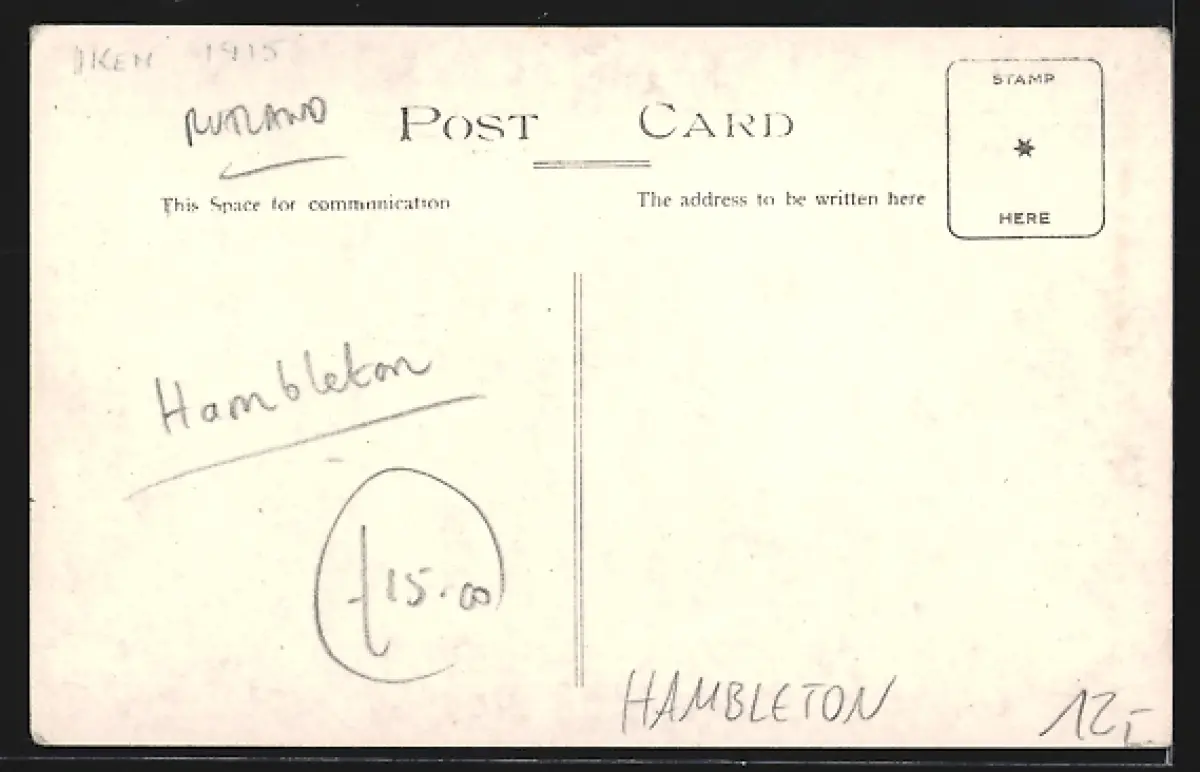 1915
RUTLAND
POST CARD
STAMP
HERE
This Space for communication
The address to be written here
Hambleton
£15.00
HAMBLETON
12,-